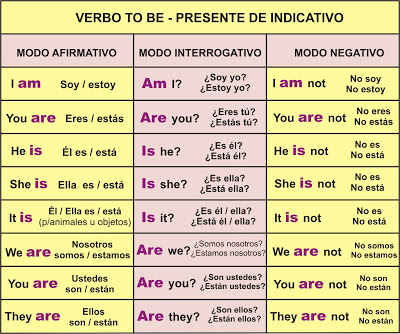 VERBO TO BE - PRESENTE DE INDICATIVO
MODO AFIRMATIVO
MODO INTERROGATIVO
MODO NEGATIVO
I am
Soy / estoy
Am I?
¿Soy yo?
¿Estoy yo?
I am not
No soy
No estoy
You are
Eres / estás
Are you?
¿Eres tú?
¿Estás tú?
You are not
No eres
No estás
He is
Él es / está
Is he?
¿Es él?
¿Está él?
He is not
No es
No está
She is
Ella es / está
Is she?
¿Es ella?
¿Está ella?
She is not
No es
No está
It is
Él / Ella es / está
(p/animales u objetos)
Is it?
¿Es él / ella?
¿Está él / ella?
It is not
No es
No está
We are
Nosotros
somos / estamos
Are we?
¿Somos nosotros?
¿Estamos nosotros?
We are not
No somos
No estamos
You are
Ustedes
son / están
Are you?
¿Son ustedes?
¿Están ustedes?
You are not
No son
No están
They are
Ellos
son / están
Are they?
¿Son ellos?
¿Están ellos?
They are not
No son
No están